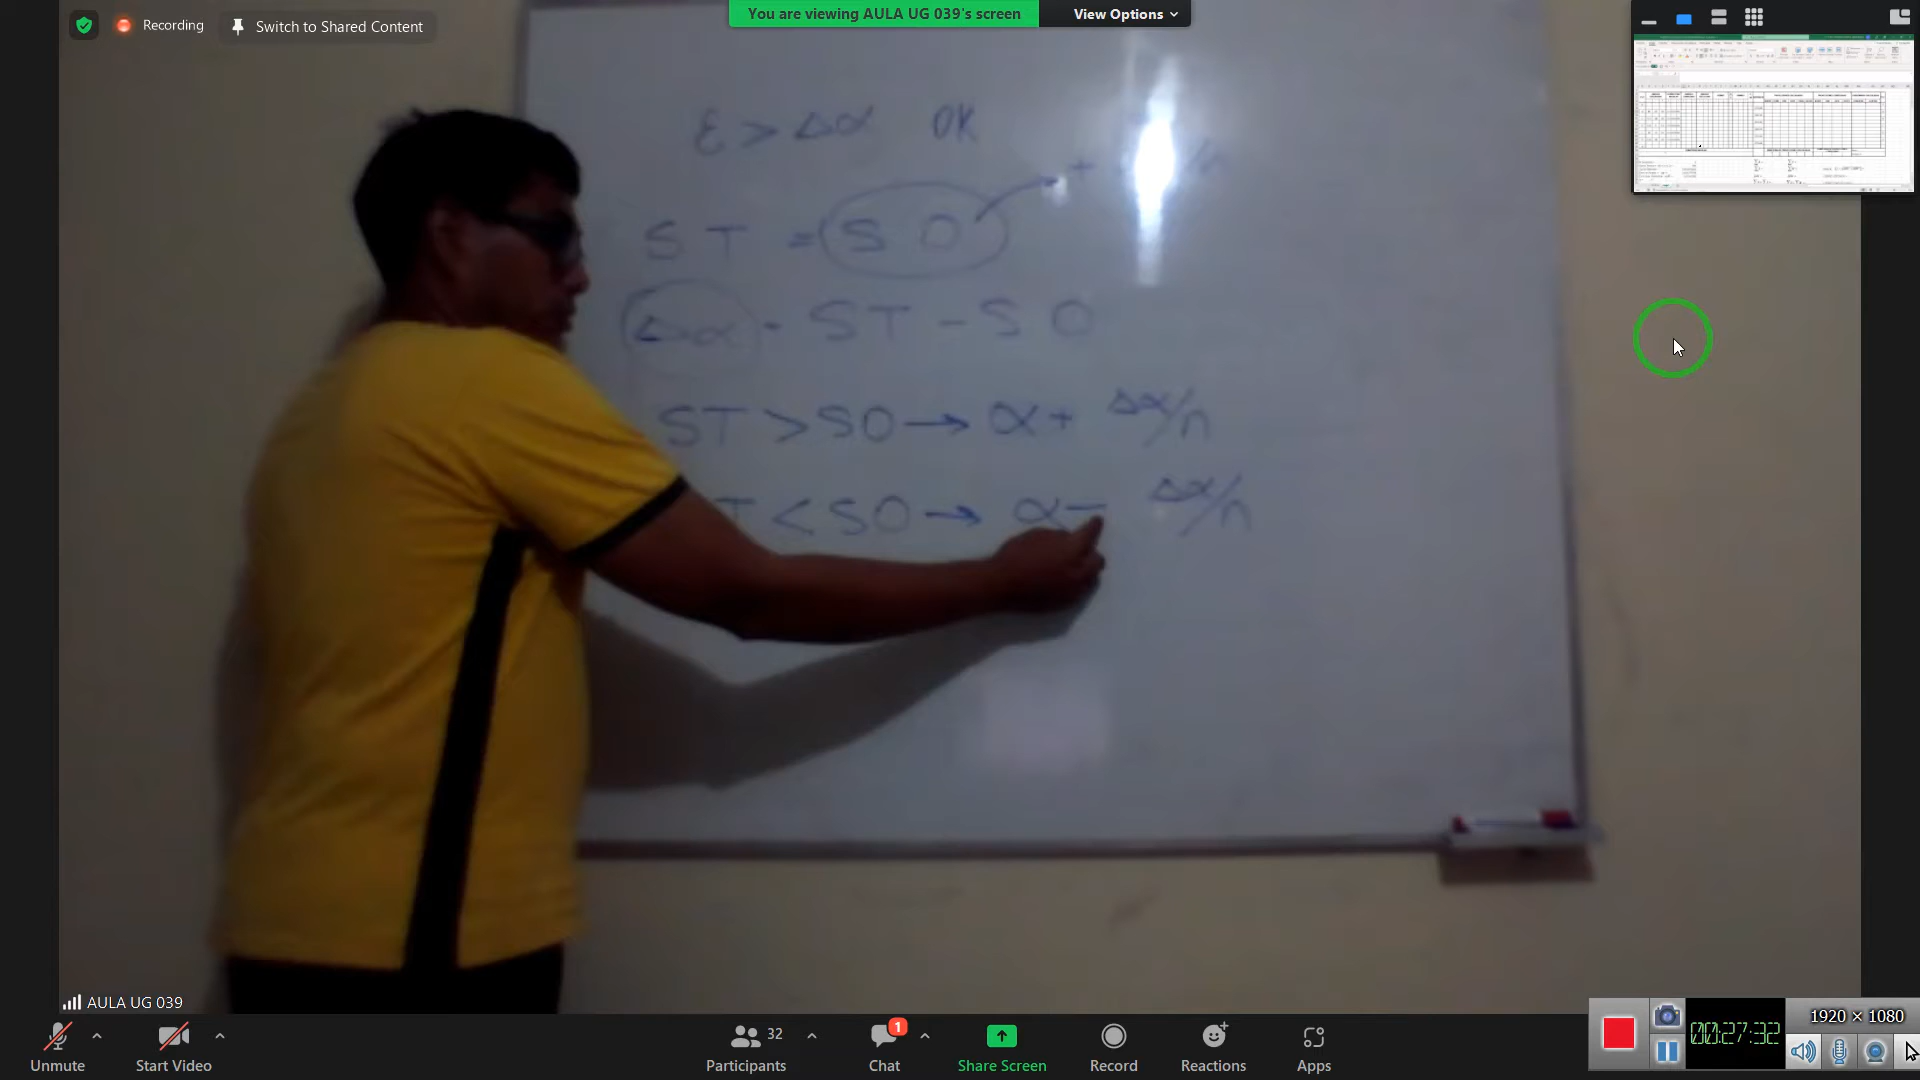 Recording
Switch to Shared Content
You are viewing AULA UG 039's screen
View Options
ε > Δα OK
+
ST = SO
Δα = ST - SO
ST > SO → α + Δα/n
T < SO → α - Δα/n
AULA UG 039
Unmute
Start Video
Participants
32
Chat
1
Share Screen
Record
Reactions
Apps
00:27:32
1920 × 1080